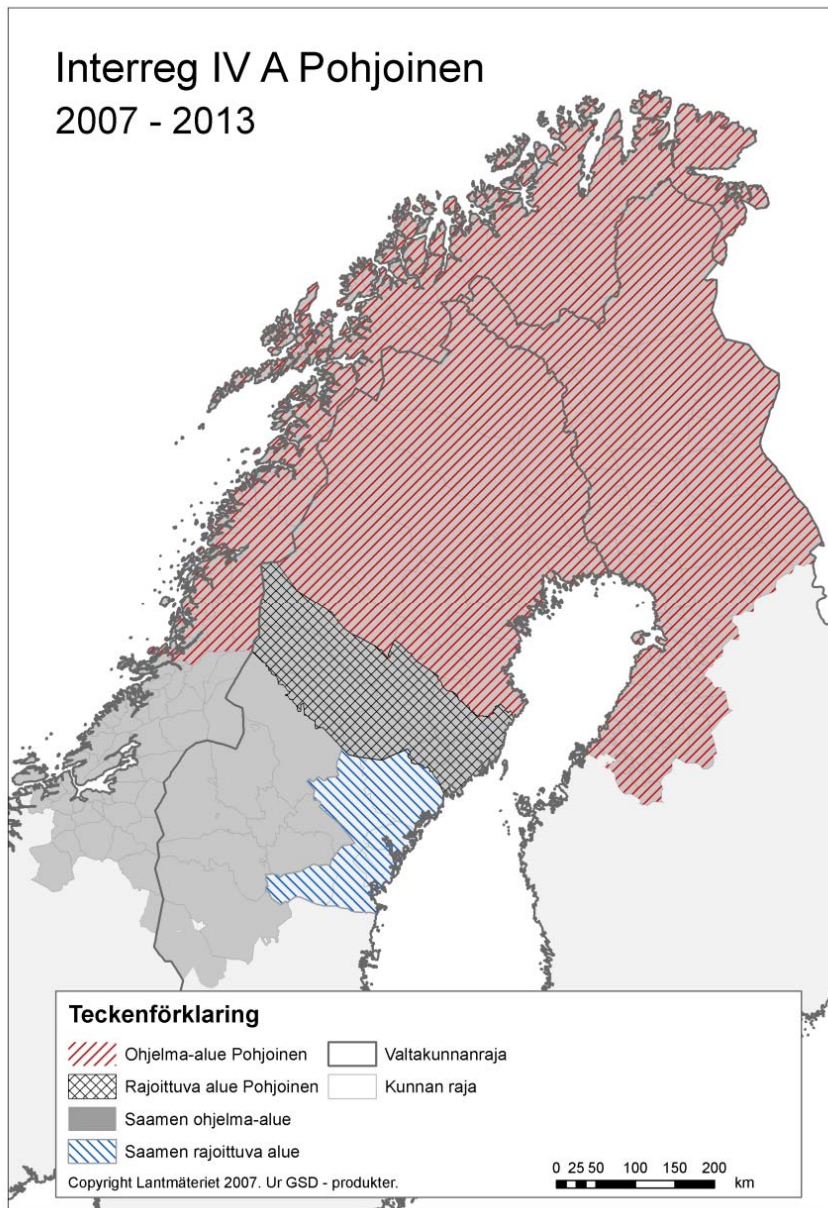 Interreg IV A Pohjoinen
2007 - 2013
Teckenförklaring
Ohjelma-alue Pohjoinen
Rajoittuva alue Pohjoinen
Saamen ohjelma-alue
Saamen rajoittuva alue
Valtakunnanraja
Kunnan raja
Copyright Lantmäteriet 2007. Ur GSD - produkter.
0 25 50 100 150 200
km